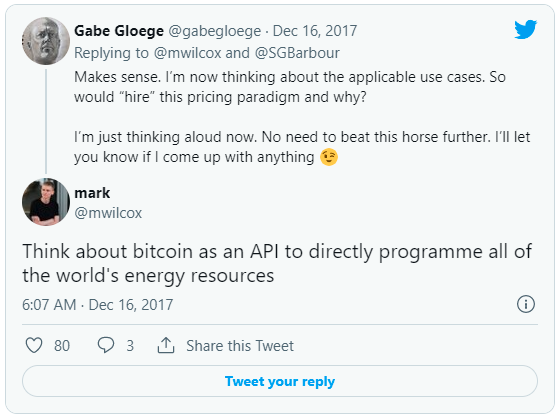 Gabe Gloege @gabegloege · Dec 16, 2017
Replying to @mwilcox and @SGBarbour
Makes sense. I’m now thinking about the applicable use cases. So
would “hire” this pricing paradigm and why?
I’m just thinking aloud now. No need to beat this horse further. I’ll let
you know if I come up with anything 😉
mark
@mwilcox
Think about bitcoin as an API to directly programme all of
the world's energy resources
6:07 AM · Dec 16, 2017
80 3 Share this Tweet
Tweet your reply